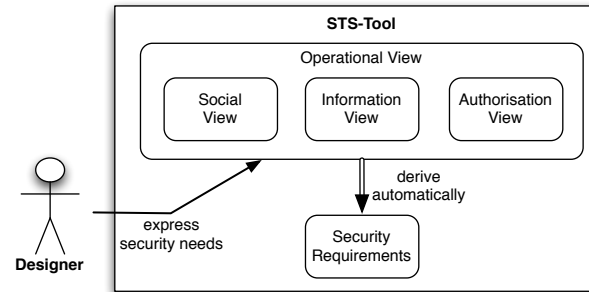 STS-Tool
Operational View
Social
View
Information
View
Authorisation
View
derive
automatically
express
security needs
Security
Requirements
Designer